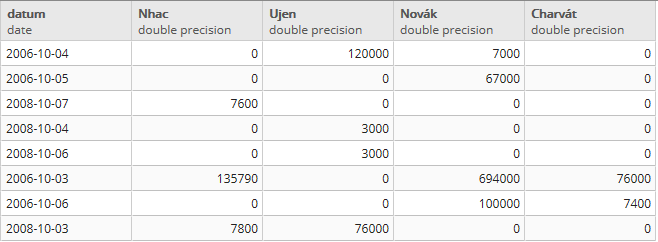 datum Nhac Ujen Novák Charvát
date double precision double precision double precision double precision
2006-10-04 0 120000 7000 0
2006-10-05 0 0 67000 0
2008-10-07 7600 0 0 0
2008-10-04 0 3000 0 0
2008-10-06 0 3000 0 0
2006-10-03 135790 0 694000 76000
2006-10-06 0 0 100000 7400
2008-10-03 7800 76000 0 0